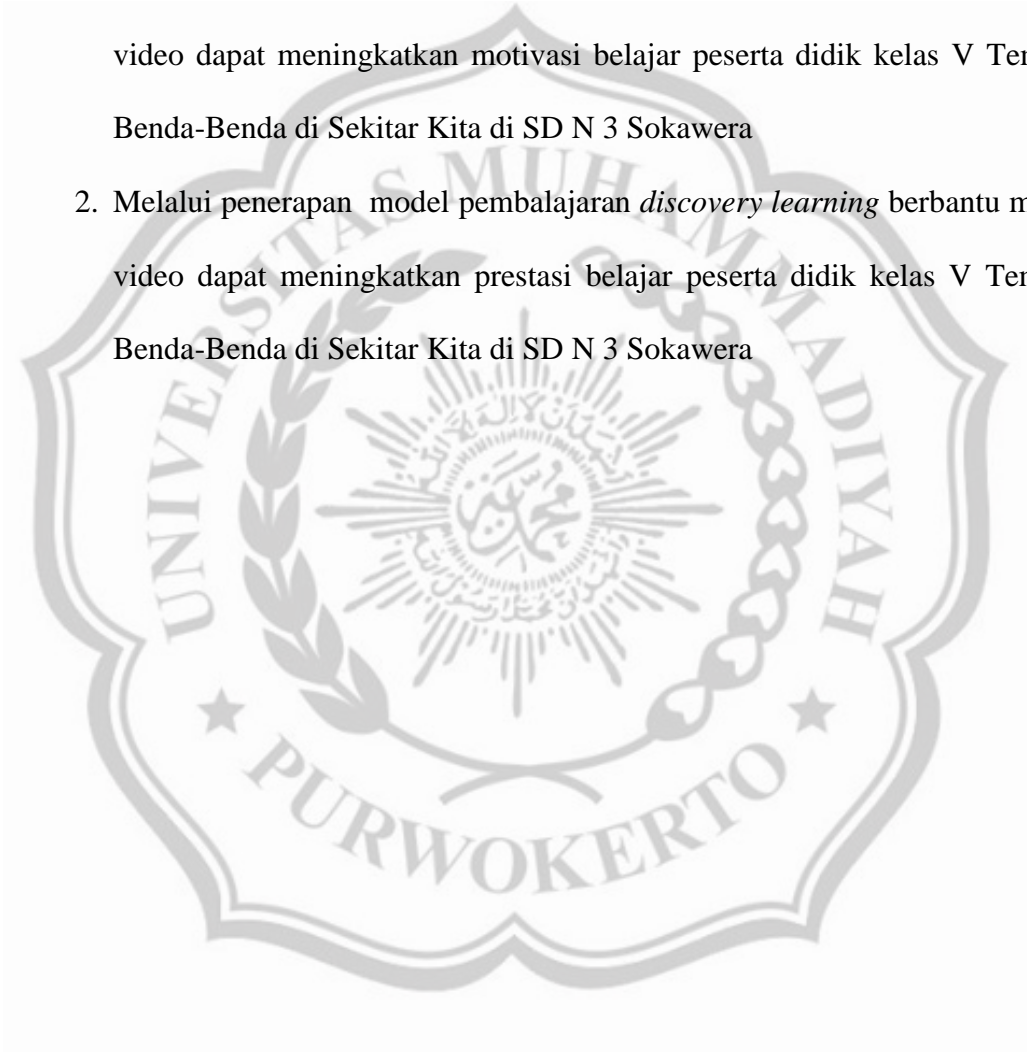 video dapat meningkatkan motivasi belajar peserta didik kelas V
Benda-Benda di Sekitar Kita di SD N 3 Sokawera
2. Melalui penerapan model pembalajaran discovery learning berbantu
video dapat meningkatkan prestasi belajar peserta didik kelas V
Benda-Benda di Sekitar Kita di SD N 3 Sokawera
UNIVERSITAS MUHAMMADIYAH
PURWOKERTO